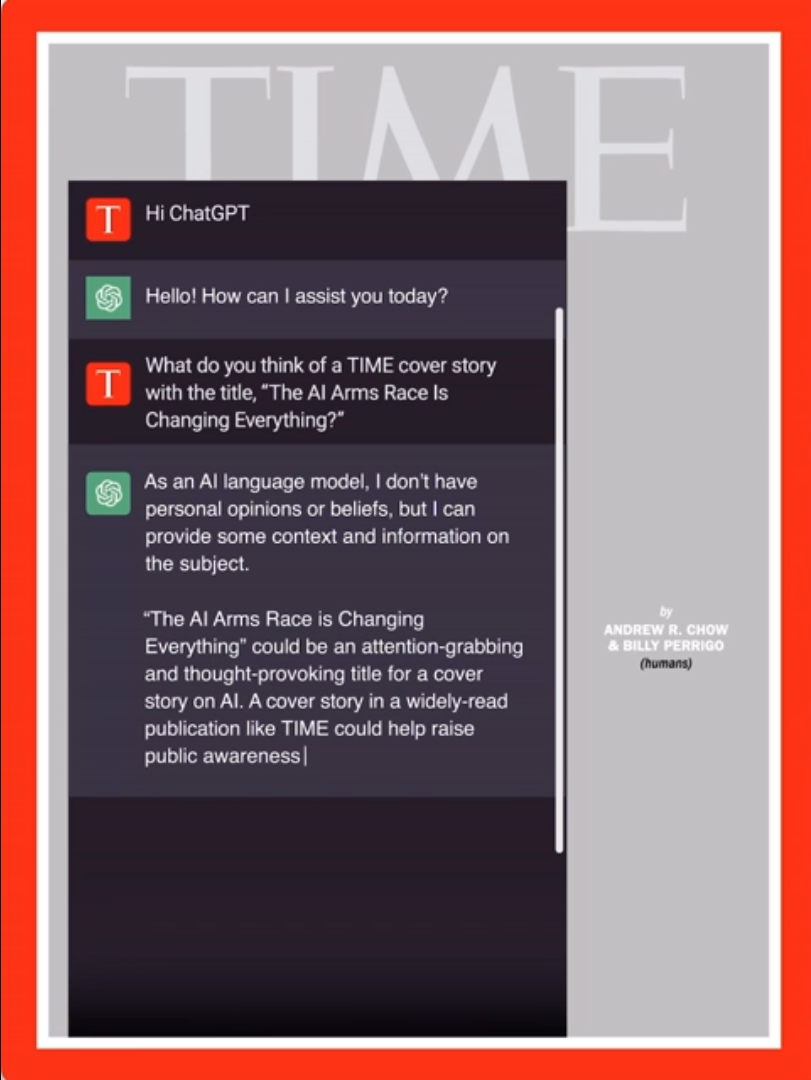 TIME
T
Hi ChatGPT
Hello! How can I assist you today?
T
What do you think of a TIME cover story
with the title, “The AI Arms Race Is
Changing Everything?”
As an AI language model, I don't have
personal opinions or beliefs, but I can
provide some context and information on
the subject.
“The AI Arms Race is Changing
Everything” could be an attention-grabbing
and thought-provoking title for a cover
story on AI. A cover story in a widely-read
publication like TIME could help raise
public awareness
by
ANDREW R. CHOW
& BILLY PERRIGO
(humans)